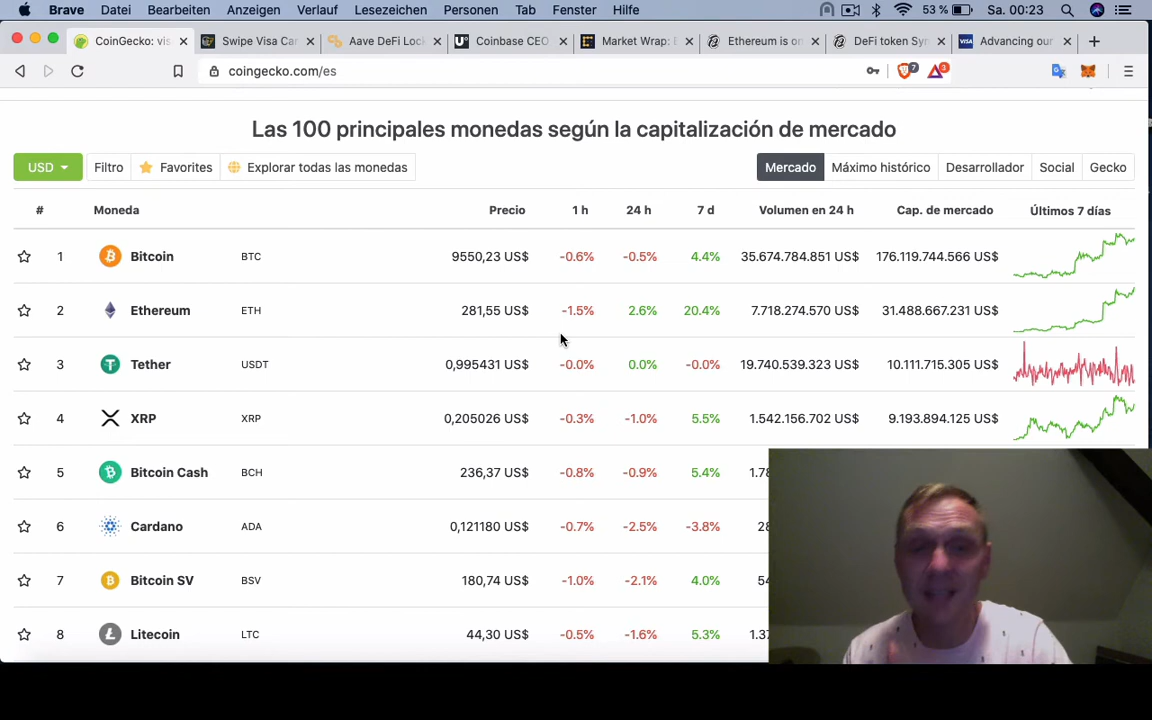 Brave Datei Bearbeiten Anzeigen Verlauf Lesezeichen Personen Tab Fenster Hilfe 53 % Sa. 00:23
CoinGecko: vis Swipe Visa Car Aave DeFi Lock Coinbase CEO Market Wrap: E Ethereum is on DeFi token Syn Advancing our
coingecko.com/es 7 3
Las 100 principales monedas según la capitalización de mercado
USD Filtro Favorites Explorar todas las monedas Mercado Máximo histórico Desarrollador Social Gecko
# Moneda Precio 1 h 24 h 7 d Volumen en 24 h Cap. de mercado Últimos 7 días
1 Bitcoin BTC 9550,23 US$ -0.6% -0.5% 4.4% 35.674.784.851 US$ 176.119.744.566 US$
2 Ethereum ETH 281,55 US$ -1.5% 2.6% 20.4% 7.718.274.570 US$ 31.488.667.231 US$
3 Tether USDT 0,995431 US$ -0.0% 0.0% -0.0% 19.740.539.323 US$ 10.111.715.305 US$
4 XRP XRP 0,205026 US$ -0.3% -1.0% 5.5% 1.542.156.702 US$ 9.193.894.125 US$
5 Bitcoin Cash BCH 236,37 US$ -0.8% -0.9% 5.4% 1.78
6 Cardano ADA 0,121180 US$ -0.7% -2.5% -3.8% 28
7 Bitcoin SV BSV 180,74 US$ -1.0% -2.1% 4.0% 54
8 Litecoin LTC 44,30 US$ -0.5% -1.6% 5.3% 1.37